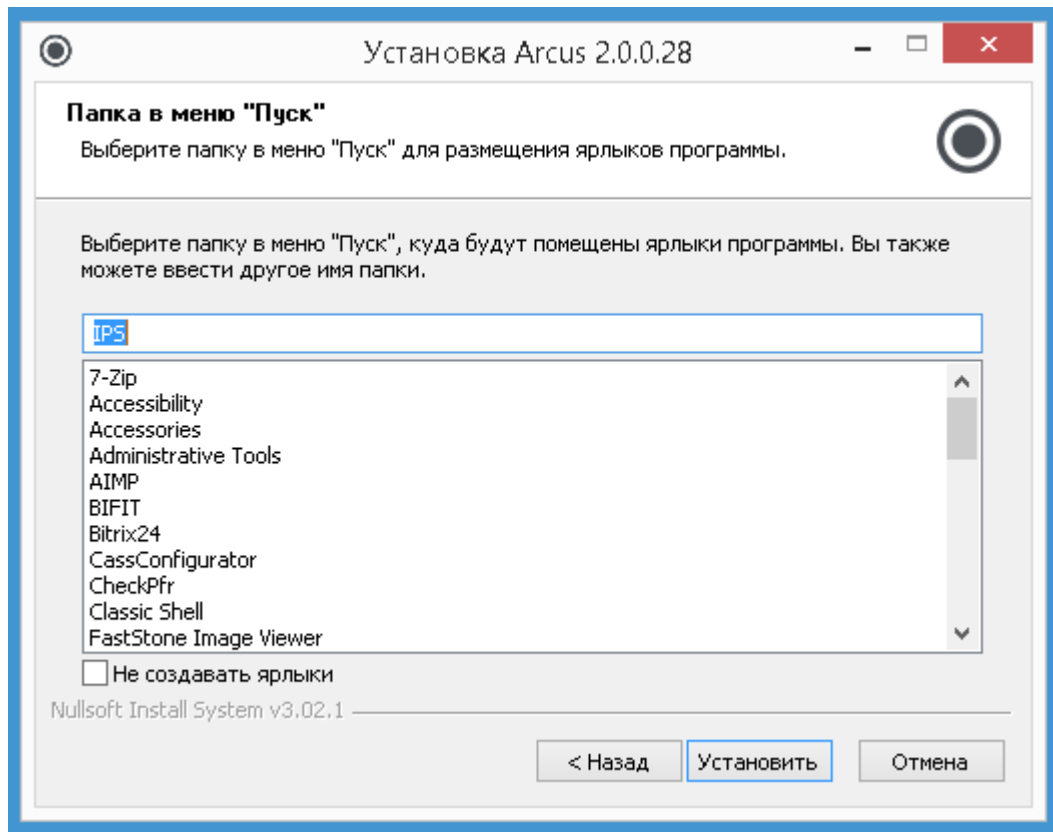 Установка Arcus 2.0.0.28
Папка в меню "Пуск"
Выберите папку в меню "Пуск" для размещения ярлыков программы.
Выберите папку в меню "Пуск", куда будут помещены ярлыки программы. Вы также
можете ввести другое имя папки.
IPS
7-Zip
Accessibility
Accessories
Administrative Tools
AIMP
BIFIT
Bitrix24
CassConfigurator
CheckPfr
Classic Shell
FastStone Image Viewer
Не создавать ярлыки
Nullsoft Install System v3.02.1
< Назад
Установить
Отмена